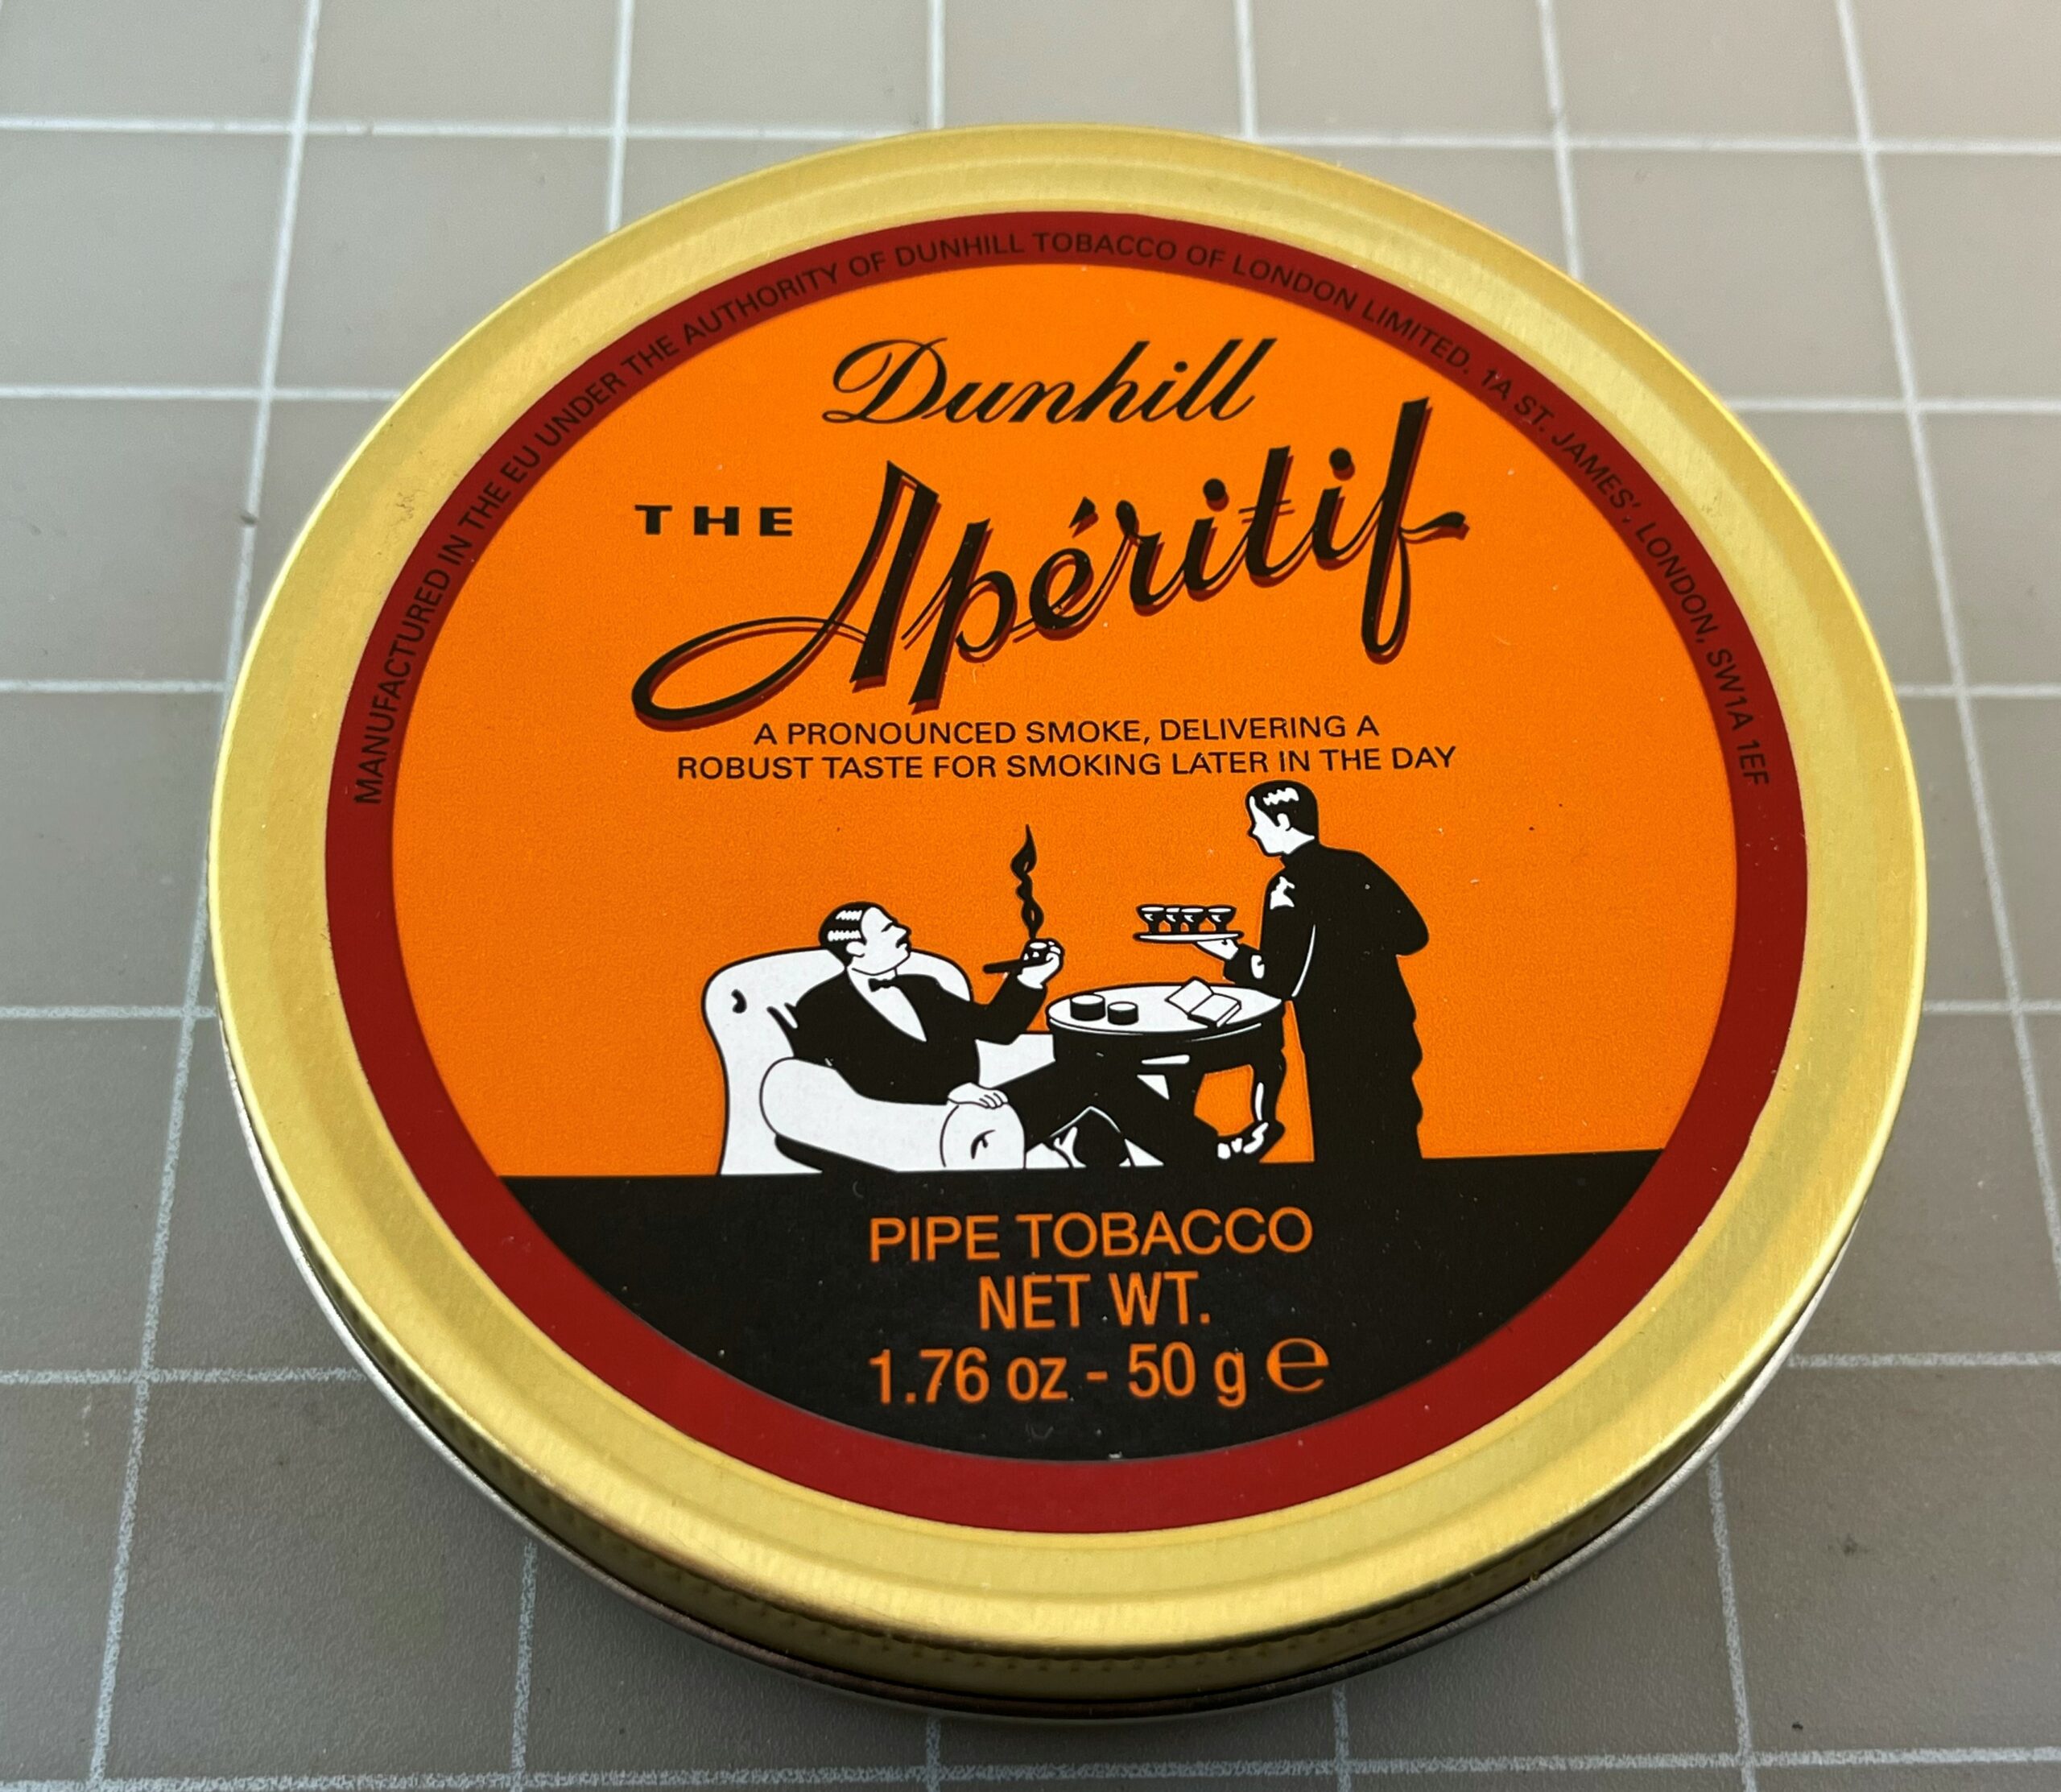 MANUFACTURED IN THE EU UNDER THE AUTHORITY OF DUNHILL TOBACCO OF LONDON LIMITED. 1A ST. JAMES', LONDON, SW1A 1EF
Dunhill
THE Apéritif
A PRONOUNCED SMOKE, DELIVERING A
ROBUST TASTE FOR SMOKING LATER IN THE DAY
PIPE TOBACCO
NET WT.
1.76 oz - 50 g ℮